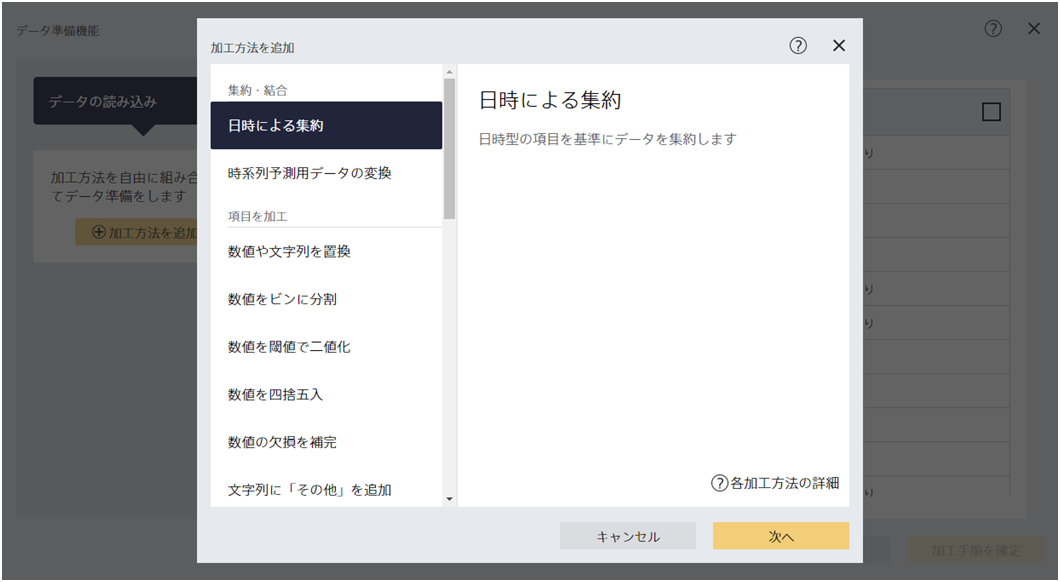 データ準備機能
?
加工方法を追加
?
データの読み込み
加工方法を自由に組み合
てデータ準備をします
加工方法を追加
集約・結合
日時による集約
時系列予測用データの変換
項目を加工
数値や文字列を置換
数値をビンに分割
数値を閾値で二値化
数値を四捨五入
数値の欠損を補完
文字列に「その他」を追加
日時による集約
日時型の項目を基準にデータを集約します
?各加工方法の詳細
キャンセル
次へ
り
り
り
り
加工手順を確定